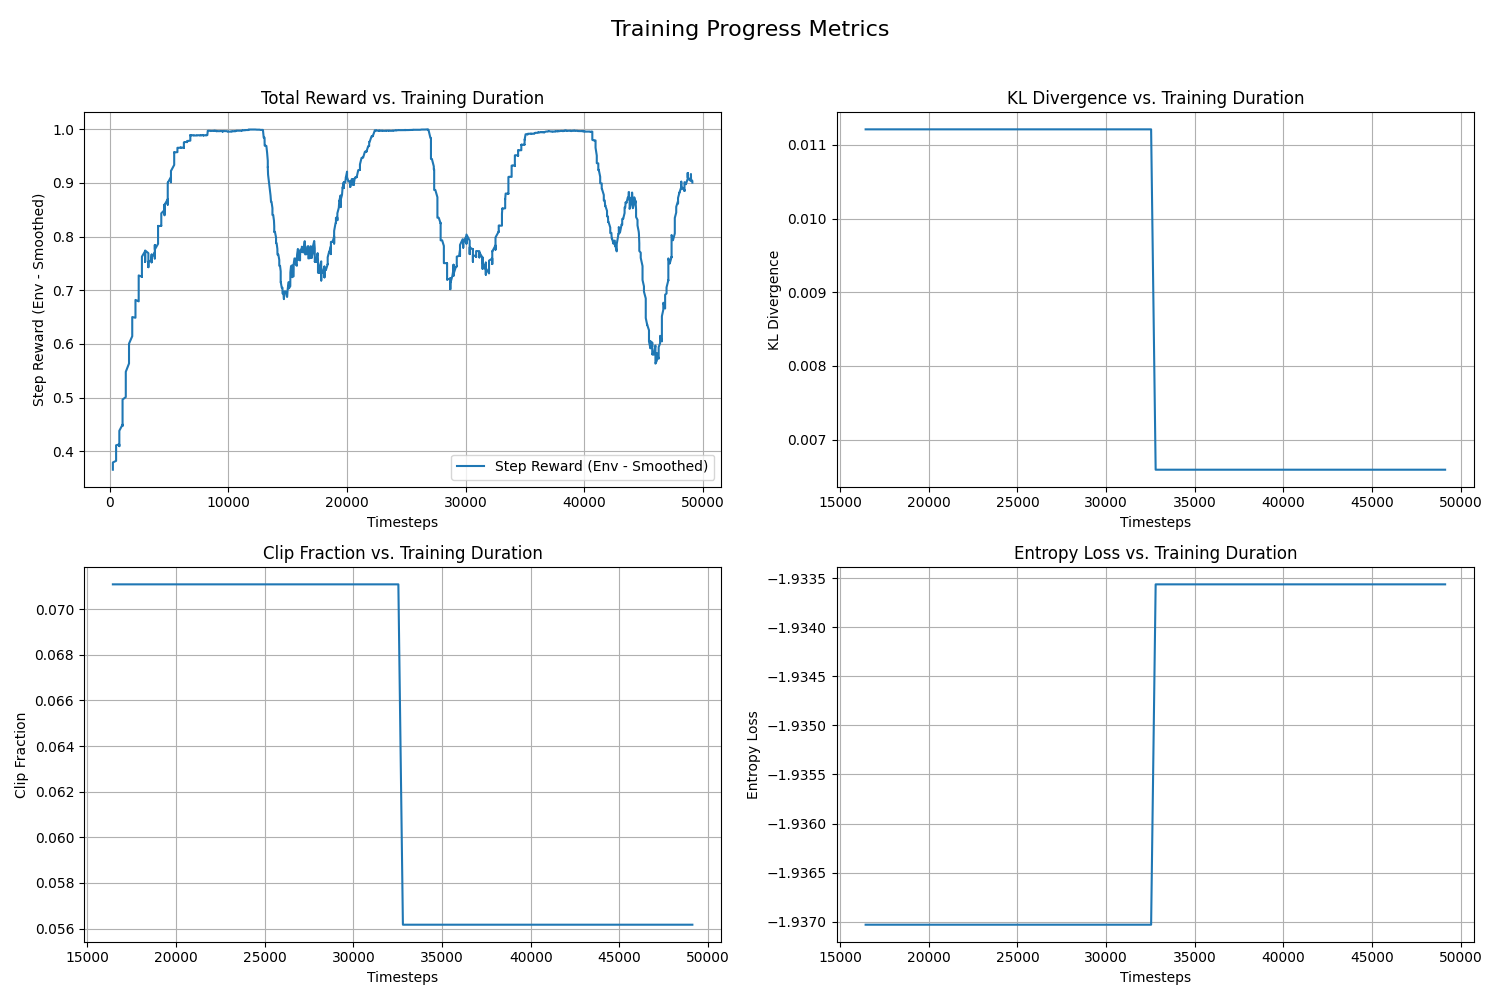 Training Progress Metrics
Total Reward vs. Training Duration
Step Reward (Env - Smoothed)
1.0
0.9
0.8
0.7
0.6
0.5
0.4
Step Reward (Env - Smoothed)
0 10000 20000 30000 40000 50000
Timesteps
KL Divergence vs. Training Duration
KL Divergence
0.011
0.010
0.009
0.008
0.007
15000 20000 25000 30000 35000 40000 45000 50000
Timesteps
Clip Fraction vs. Training Duration
Clip Fraction
0.070
0.068
0.066
0.064
0.062
0.060
0.058
0.056
15000 20000 25000 30000 35000 40000 45000 50000
Timesteps
Entropy Loss vs. Training Duration
Entropy Loss
−1.9335
−1.9340
−1.9345
−1.9350
−1.9355
−1.9360
−1.9365
−1.9370
15000 20000 25000 30000 35000 40000 45000 50000
Timesteps